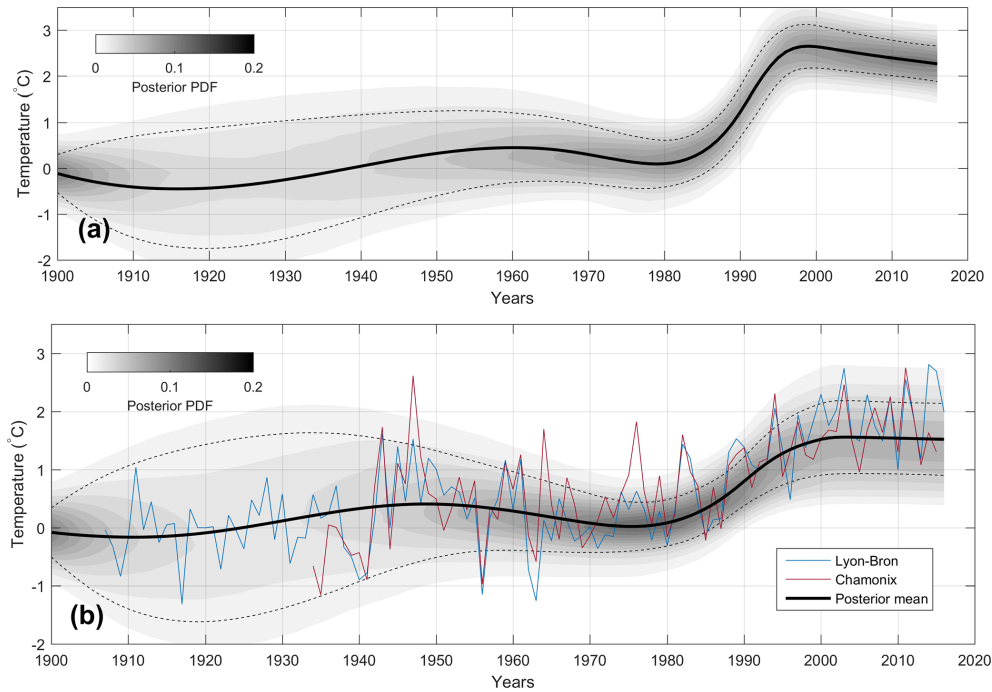 3
2
1
0
-1
-2
Temperature (°C)
0 0.1 0.2
Posterior PDF
(a)
1900 1910 1920 1930 1940 1950 1960 1970 1980 1990 2000 2010 2020
Years
3
2
1
0
-1
-2
Temperature (°C)
0 0.1 0.2
Posterior PDF
Lyon-Bron
Chamonix
Posterior mean
(b)
1900 1910 1920 1930 1940 1950 1960 1970 1980 1990 2000 2010 2020
Years